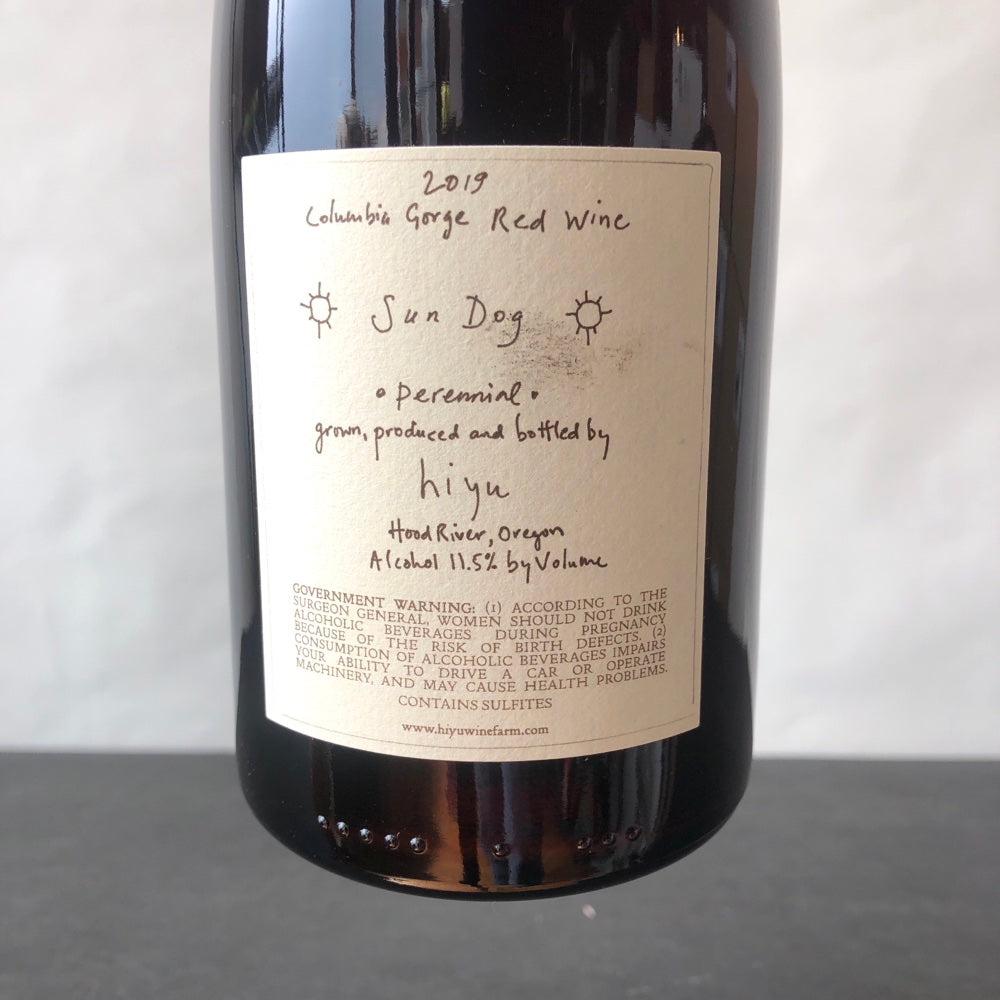 2019
Columbia Gorge Red Wine
Sun Dog
• perennial •
grown, produced and bottled by
hiyu
Hood River, Oregon
Alcohol 11.5% by Volume
GOVERNMENT WARNING: (1) ACCORDING TO THE
SURGEON GENERAL, WOMEN SHOULD NOT DRINK
ALCOHOLIC BEVERAGES DURING PREGNANCY
BECAUSE OF THE RISK OF BIRTH DEFECTS. (2)
CONSUMPTION OF ALCOHOLIC BEVERAGES IMPAIRS
YOUR ABILITY TO DRIVE A CAR OR OPERATE
MACHINERY, AND MAY CAUSE HEALTH PROBLEMS.
CONTAINS SULFITES
www.hiyuwinefarm.com